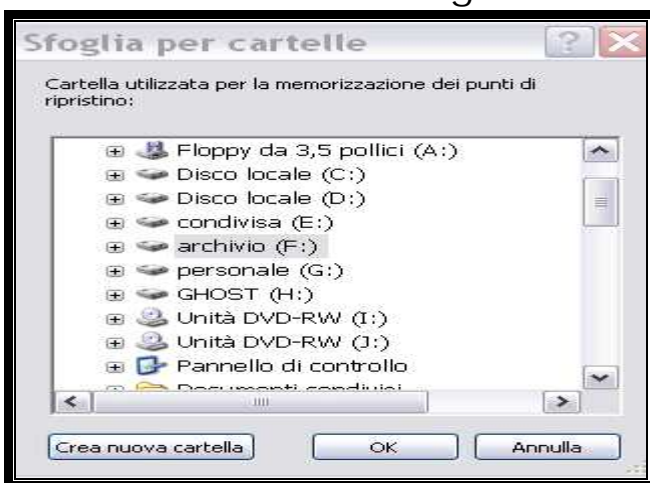 Sfoglia per cartelle
Cartella utilizzata per la memorizzazione dei punti di
ripristino:
Floppy da 3,5 pollici (A:)
Disco locale (C:)
Disco locale (D:)
condivisa (E:)
archivio (F:)
personale (G:)
GHOST (H:)
Unità DVD-RW (I:)
Unità DVD-RW (J:)
Pannello di controllo
Documenti condivisi
Crea nuova cartella
OK
Annulla